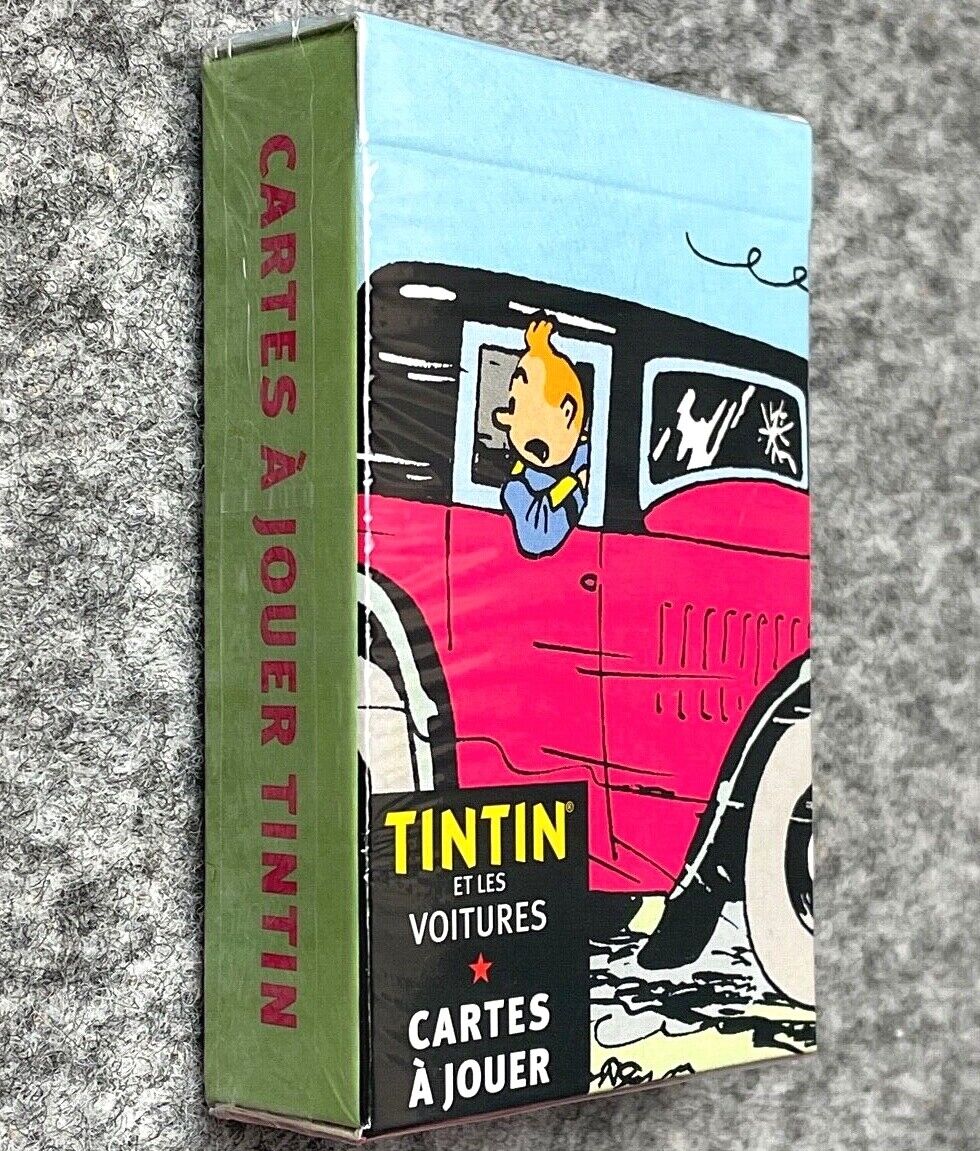 CARTES À JOUER TINTIN
TINTIN®
ET LES
VOITURES
CARTES
À JOUER